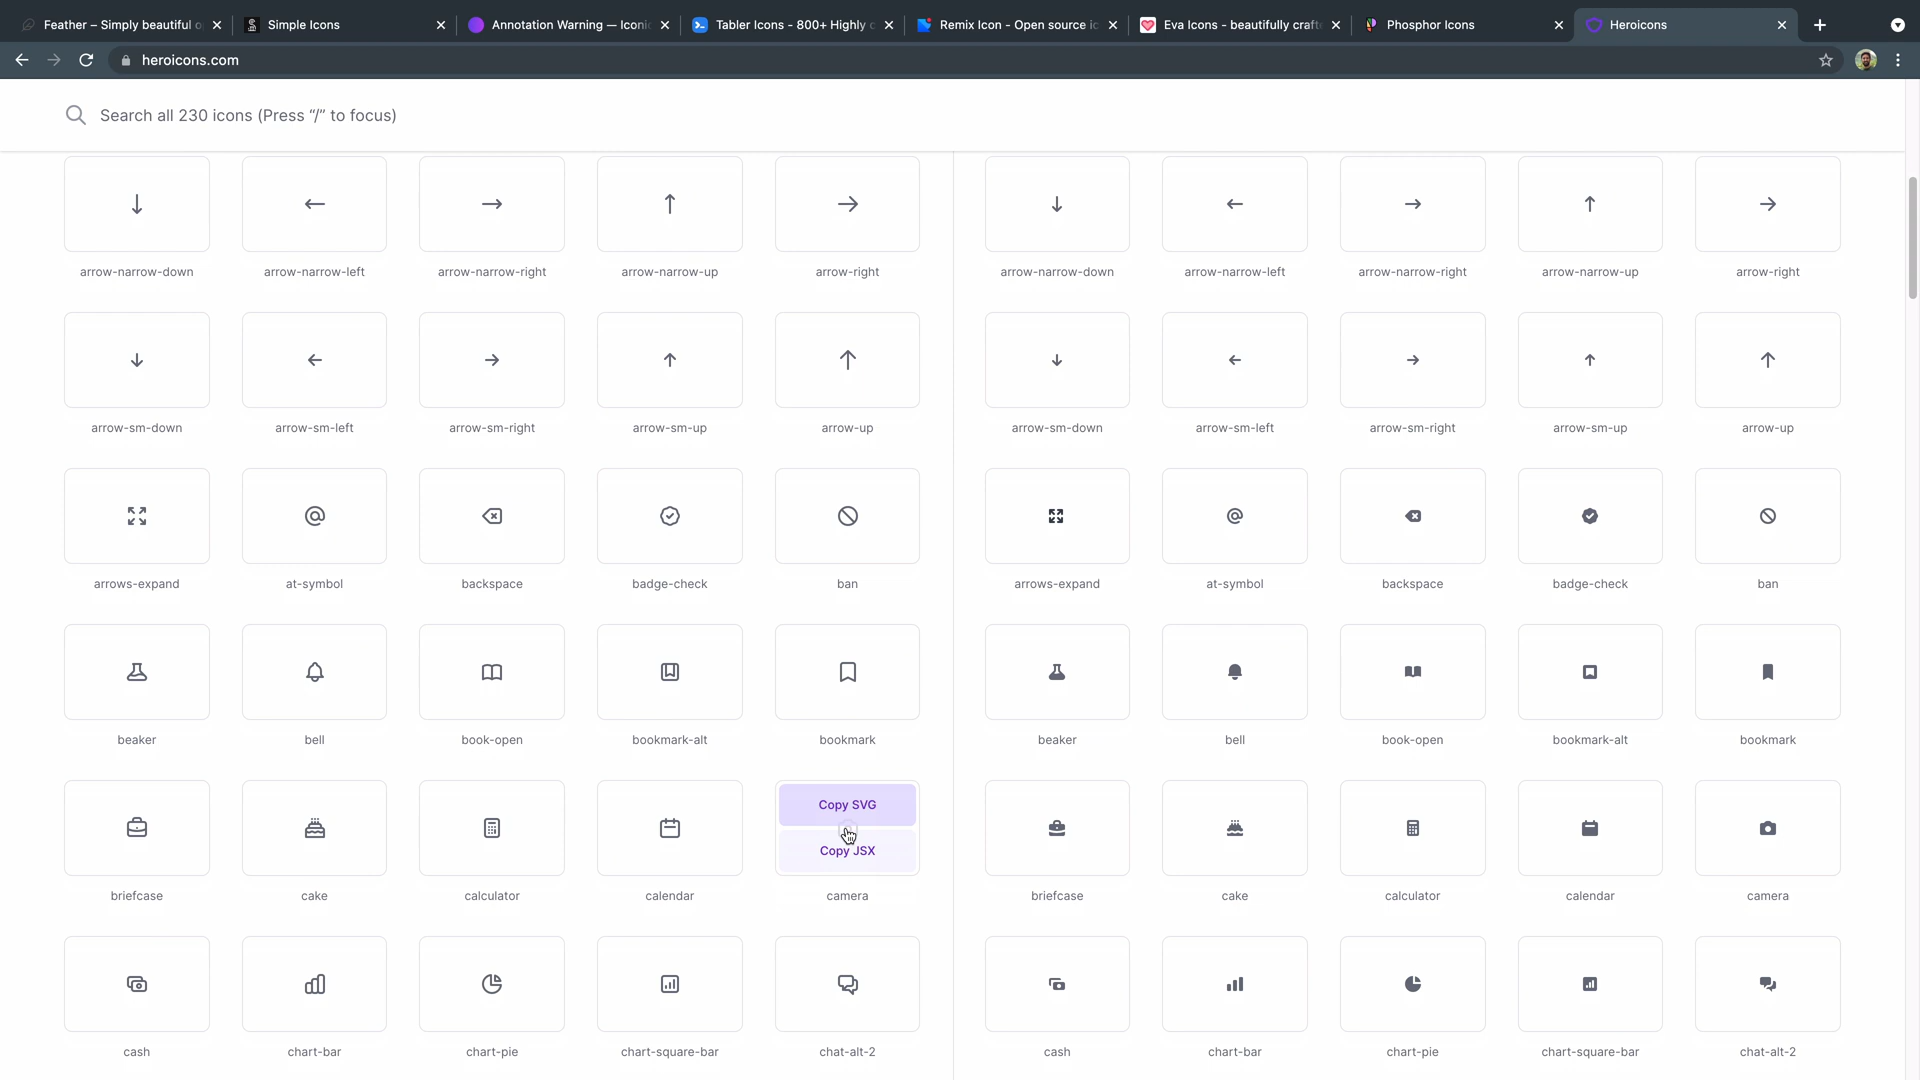 Feather – Simply beautiful o
Simple Icons
Annotation Warning — Iconic
Tabler Icons - 800+ Highly c
Remix Icon - Open source ic
Eva Icons - beautifully craft
Phosphor Icons
Heroicons
heroicons.com
Search all 230 icons (Press “/” to focus)
arrow-narrow-down
arrow-narrow-left
arrow-narrow-right
arrow-narrow-up
arrow-right
arrow-narrow-down
arrow-narrow-left
arrow-narrow-right
arrow-narrow-up
arrow-right
arrow-sm-down
arrow-sm-left
arrow-sm-right
arrow-sm-up
arrow-up
arrow-sm-down
arrow-sm-left
arrow-sm-right
arrow-sm-up
arrow-up
arrows-expand
at-symbol
backspace
badge-check
ban
arrows-expand
at-symbol
backspace
badge-check
ban
beaker
bell
book-open
bookmark-alt
bookmark
beaker
bell
book-open
bookmark-alt
bookmark
Copy SVG
Copy JSX
briefcase
cake
calculator
calendar
camera
briefcase
cake
calculator
calendar
camera
cash
chart-bar
chart-pie
chart-square-bar
chat-alt-2
cash
chart-bar
chart-pie
chart-square-bar
chat-alt-2